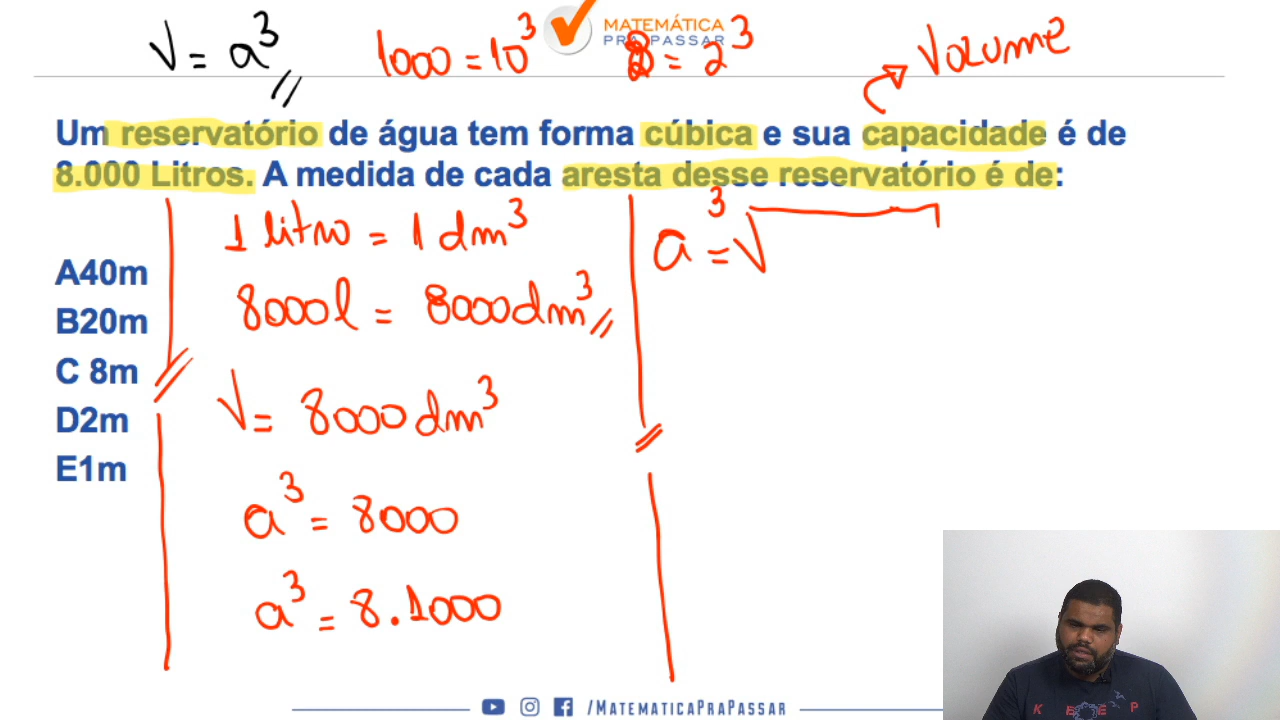 V = a³
1000 = 10³
8 = 2³
MATEMÁTICA
PRA PASSAR
Volume
Um reservatório de água tem forma cúbica e sua capacidade é de
8.000 Litros. A medida de cada aresta desse reservatório é de:
A40m
B20m
C 8m
D2m
E1m
1 litro = 1 dm³
8000l = 8000dm³
V = 8000 dm³
a³ = 8000
a³ = 8.1000
a = ³√
/MATEMATICAPRAPASSAR